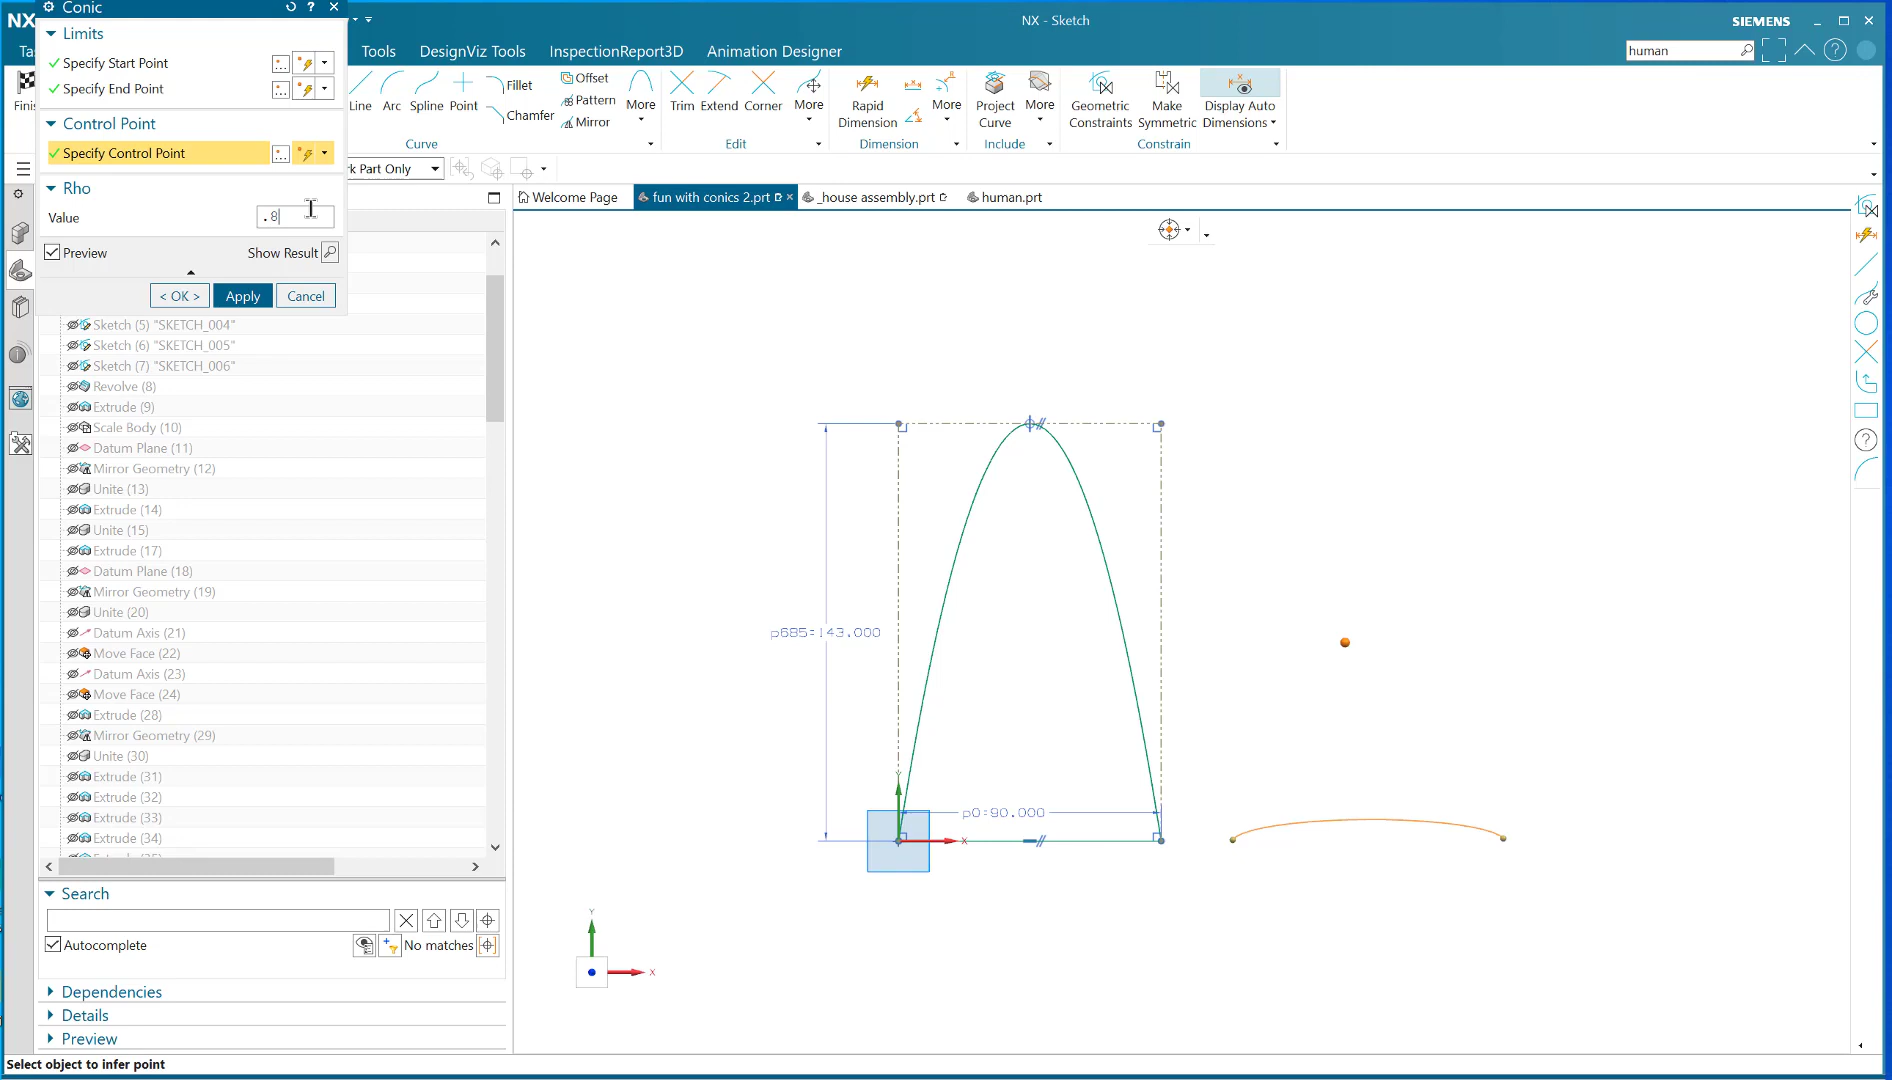 Conic
NX
NX - Sketch
SIEMENS
Limits
Specify Start Point
Specify End Point
Tools
DesignViz Tools
InspectionReport3D
Animation Designer
human
Line
Arc
Spline
Point
Fillet
Chamfer
Offset
Pattern
Mirror
More
Curve
Trim
Extend
Corner
More
Edit
Rapid
Dimension
More
Dimension
Project
Curve
More
Include
Geometric
Constraints
Make
Symmetric
Display Auto
Dimensions
Constrain
Control Point
Specify Control Point
k Part Only
Rho
Value
.8
Welcome Page
fun with conics 2.prt
_house assembly.prt
human.prt
Preview
Show Result
< OK >
Apply
Cancel
Sketch (5) "SKETCH_004"
Sketch (6) "SKETCH_005"
Sketch (7) "SKETCH_006"
Revolve (8)
Extrude (9)
Scale Body (10)
Datum Plane (11)
Mirror Geometry (12)
Unite (13)
Extrude (14)
Unite (15)
Extrude (17)
Datum Plane (18)
Mirror Geometry (19)
Unite (20)
Datum Axis (21)
Move Face (22)
Datum Axis (23)
Move Face (24)
Extrude (28)
Mirror Geometry (29)
Unite (30)
Extrude (31)
Extrude (32)
Extrude (33)
Extrude (34)
p685=143.000
p0=90.000
X
Y
X
Search
Autocomplete
No matches
Dependencies
Details
Preview
Select object to infer point